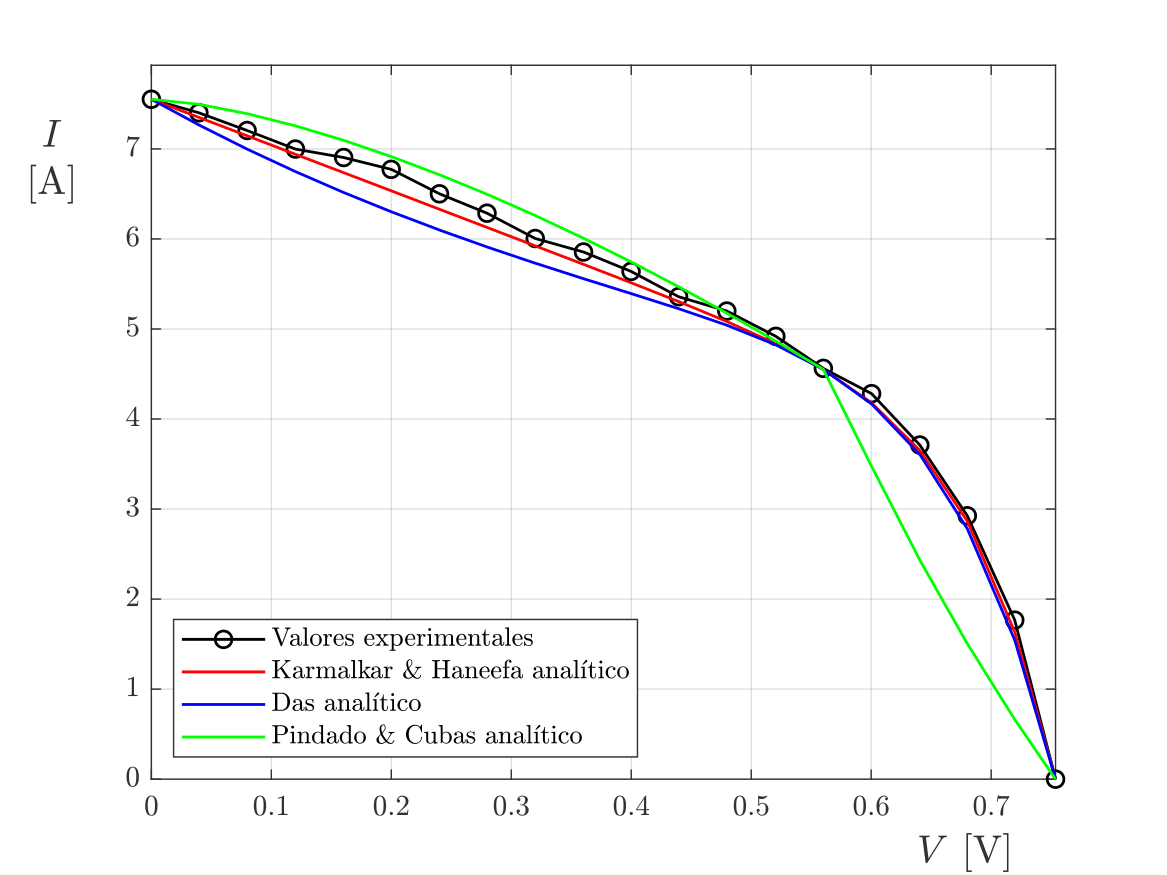 I
[A]
7
6
5
4
3
2
1
0
Valores experimentales
Karmalkar & Haneefa analítico
Das analítico
Pindado & Cubas analítico
0 0.1 0.2 0.3 0.4 0.5 0.6 0.7
V [V]